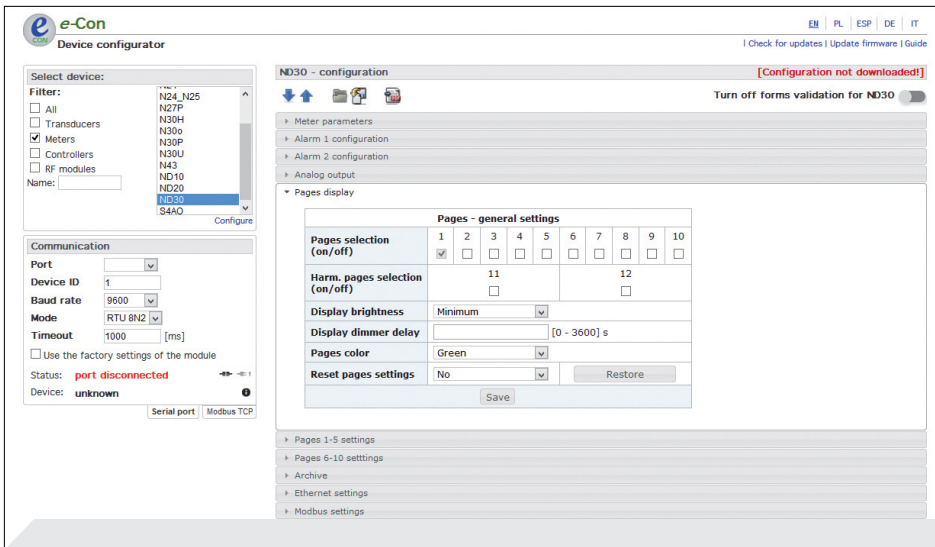 e-Con
Device configurator
EN PL ESP DE IT
| Check for updates | Update firmware | Guide
Select device:
Filter:
All
Transducers
Meters
Controllers
RF modules
Name:
N24_N25
N27P
N30H
N30o
N30P
N30U
N43
ND10
ND20
ND30
S4AO
Configure
Communication
Port
Device ID 1
Baud rate 9600
Mode RTU 8N2
Timeout 1000 [ms]
Use the factory settings of the module
Status: port disconnected
Device: unknown
Serial port Modbus TCP
ND30 - configuration [Configuration not downloaded!]
Turn off forms validation for ND30
Meter parameters
Alarm 1 configuration
Alarm 2 configuration
Analog output
Pages display
Pages - general settings
Pages selection (on/off) 1 2 3 4 5 6 7 8 9 10
Harm. pages selection (on/off) 11 12
Display brightness Minimum
Display dimmer delay [0 - 3600] s
Pages color Green
Reset pages settings No Restore
Save
Pages 1-5 settings
Pages 6-10 setttings
Archive
Ethernet settings
Modbus settings